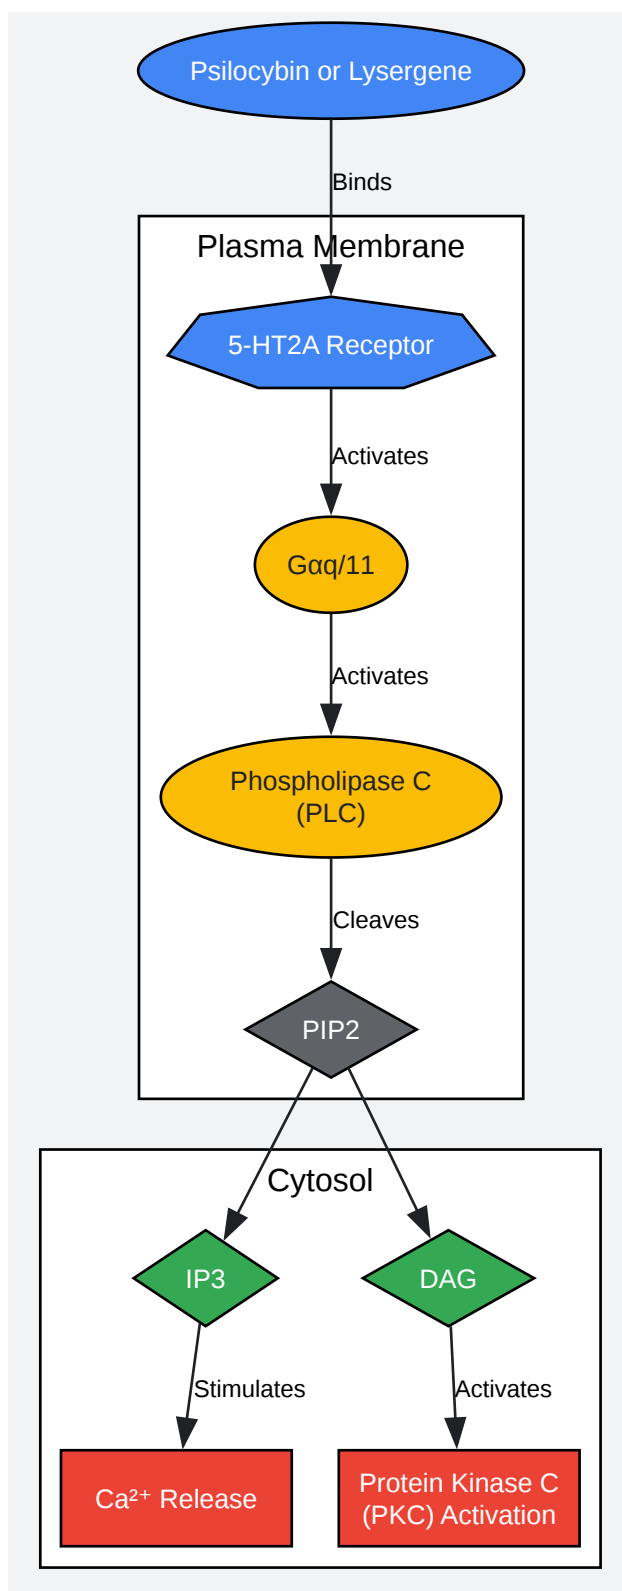 Psilocybin or Lysergene
Binds
Plasma Membrane
5-HT2A Receptor
Activates
Gαq/11
Activates
Phospholipase C
(PLC)
Cleaves
PIP2
Cytosol
IP3
DAG
Stimulates
Activates
Ca²⁺ Release
Protein Kinase C
(PKC) Activation